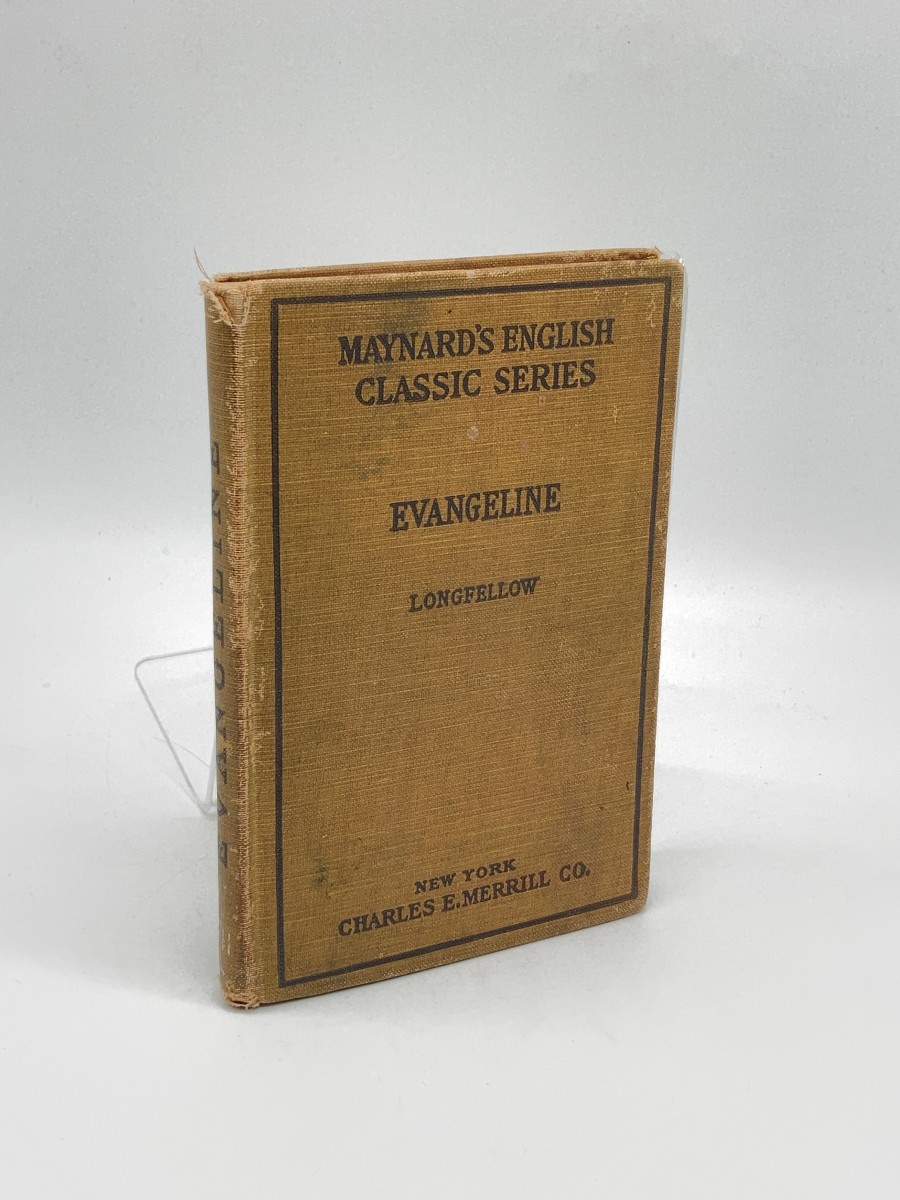 MAYNARD'S ENGLISH
CLASSIC SERIES
EVANGELINE
LONGFELLOW
NEW YORK
CHARLES E. MERRILL CO.
EVANGELINE